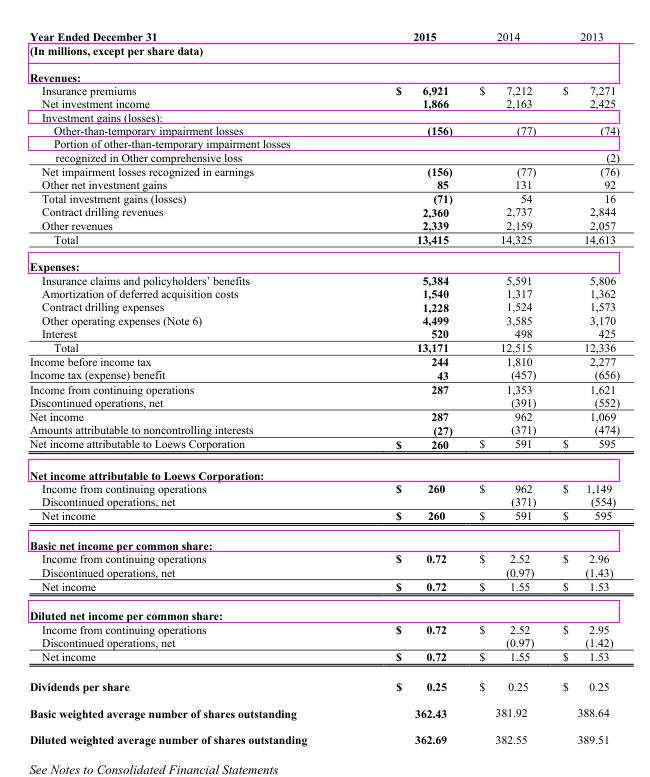 Year Ended December 31 2015 2014 2013
(In millions, except per share data)
Revenues:
Insurance premiums $ 6,921 $ 7,212 $ 7,271
Net investment income 1,866 2,163 2,425
Investment gains (losses):
Other-than-temporary impairment losses (156) (77) (74)
Portion of other-than-temporary impairment losses
recognized in Other comprehensive loss (2)
Net impairment losses recognized in earnings (156) (77) (76)
Other net investment gains 85 131 92
Total investment gains (losses) (71) 54 16
Contract drilling revenues 2,360 2,737 2,844
Other revenues 2,339 2,159 2,057
Total 13,415 14,325 14,613
Expenses:
Insurance claims and policyholders' benefits 5,384 5,591 5,806
Amortization of deferred acquisition costs 1,540 1,317 1,362
Contract drilling expenses 1,228 1,524 1,573
Other operating expenses (Note 6) 4,499 3,585 3,170
Interest 520 498 425
Total 13,171 12,515 12,336
Income before income tax 244 1,810 2,277
Income tax (expense) benefit 43 (457) (656)
Income from continuing operations 287 1,353 1,621
Discontinued operations, net (391) (552)
Net income 287 962 1,069
Amounts attributable to noncontrolling interests (27) (371) (474)
Net income attributable to Loews Corporation $ 260 $ 591 $ 595
Net income attributable to Loews Corporation:
Income from continuing operations $ 260 $ 962 $ 1,149
Discontinued operations, net (371) (554)
Net income $ 260 $ 591 $ 595
Basic net income per common share:
Income from continuing operations $ 0.72 $ 2.52 $ 2.96
Discontinued operations, net (0.97) (1.43)
Net income $ 0.72 $ 1.55 $ 1.53
Diluted net income per common share:
Income from continuing operations $ 0.72 $ 2.52 $ 2.95
Discontinued operations, net (0.97) (1.42)
Net income $ 0.72 $ 1.55 $ 1.53
Dividends per share $ 0.25 $ 0.25 $ 0.25
Basic weighted average number of shares outstanding 362.43 381.92 388.64
Diluted weighted average number of shares outstanding 362.69 382.55 389.51
See Notes to Consolidated Financial Statements